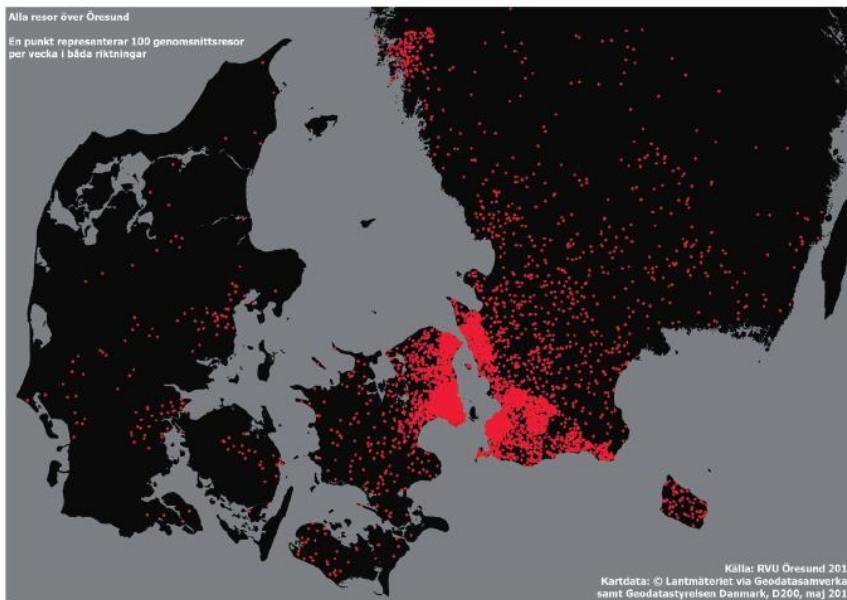 Alla resor över Öresund
En punkt representerar 100 genomsnittsresor
per vecka i båda riktningar
Källa: RVU Öresund 201
Kartdata: © Lantmäteriet via Geodatasamverka
samt Geodatastyrelsen Danmark, D200, maj 201